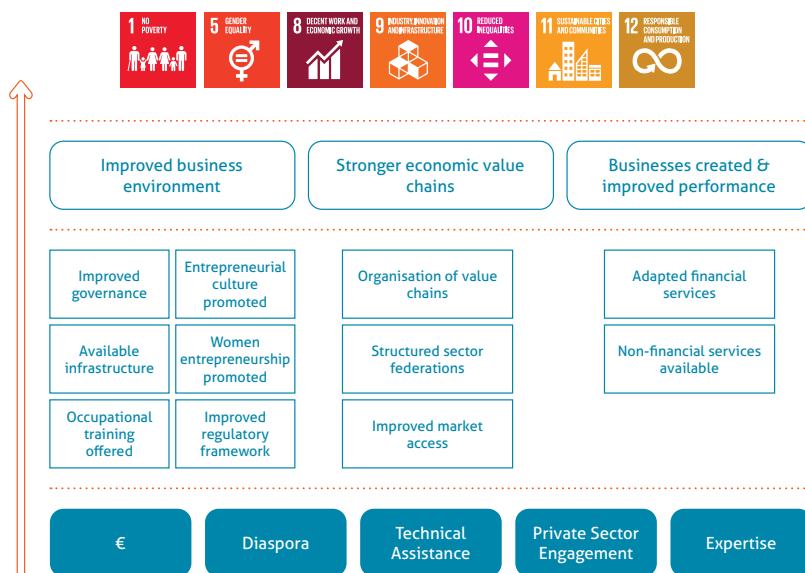 1 NO
POVERTY
5 GENDER
EQUALITY
8 DECENT WORK AND
ECONOMIC GROWTH
9 INDUSTRY, INNOVATION
AND INFRASTRUCTURE
10 REDUCED
INEQUALITIES
11 SUSTAINABLE CITIES
AND COMMUNITIES
12 RESPONSIBLE
CONSUMPTION
AND PRODUCTION
Improved business
environment
Stronger economic value
chains
Businesses created &
improved performance
Improved
governance
Entrepreneurial
culture
promoted
Organisation of value
chains
Adapted financial
services
Available
infrastructure
Women
entrepreneurship
promoted
Structured sector
federations
Non-financial services
available
Occupational
training
offered
Improved
regulatory
framework
Improved market
access
€
Diaspora
Technical
Assistance
Private Sector
Engagement
Expertise